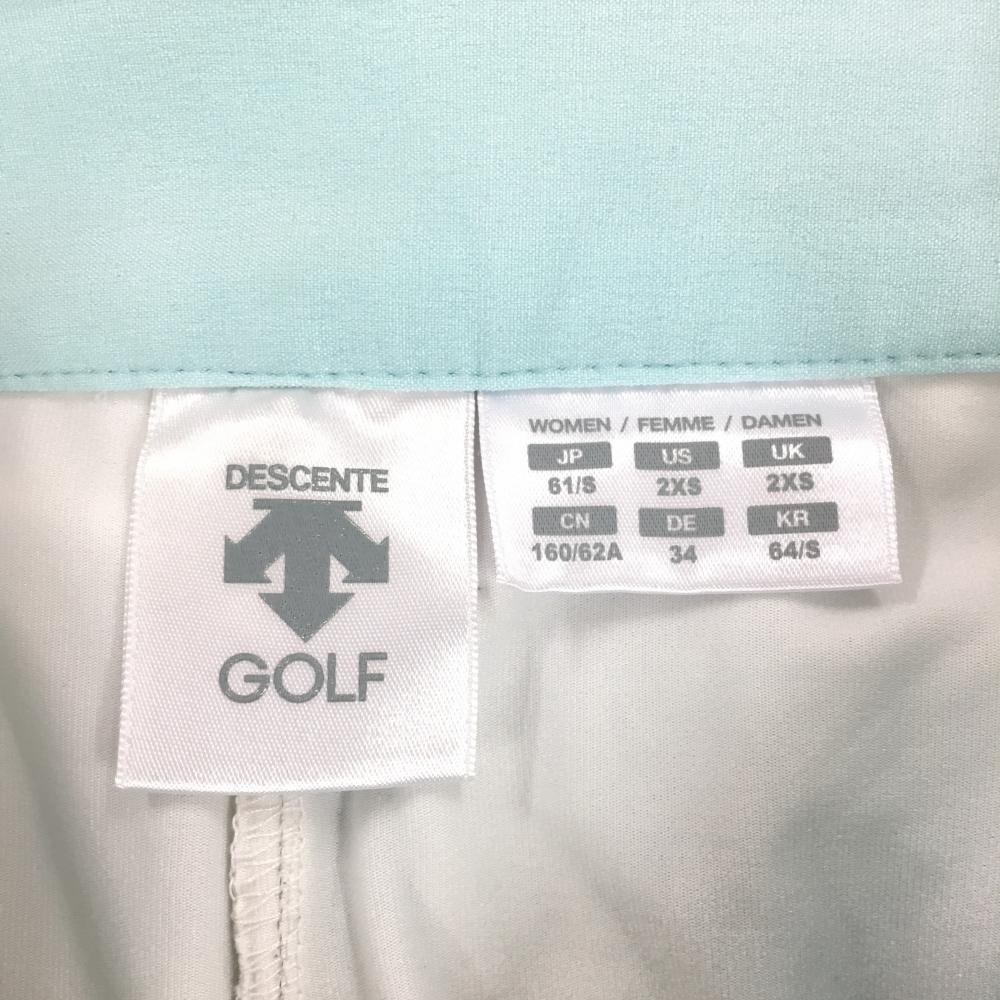 DESCENTE
GOLF
WOMEN / FEMME / DAMEN
JP US UK
61/S 2XS 2XS
CN DE KR
160/62A 34 64/S